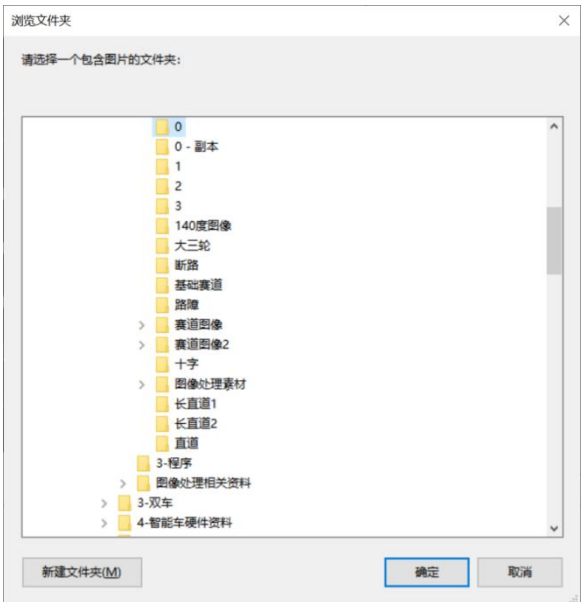 浏览文件夹
请选择一个包含图片的文件夹:
0
0 - 副本
1
2
3
140度图像
大三轮
断路
基础赛道
路障
赛道图像
赛道图像2
十字
图像处理素材
长直道1
长直道2
直道
3-程序
图像处理相关资料
3-双车
4-智能车硬件资料
新建文件夹(M)
确定
取消